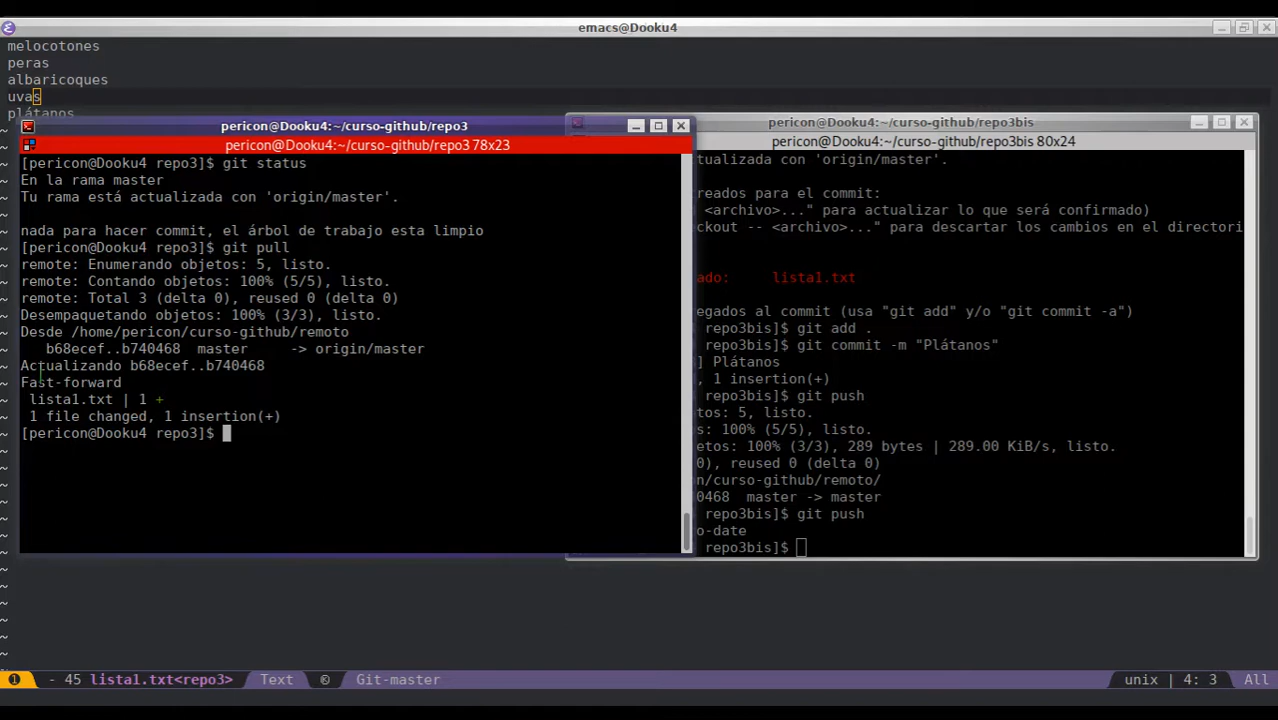 emacs@Dooku4
melocotones
peras
albaricoques
uvas
plátanos
pericon@Dooku4:~/curso-github/repo3
pericon@Dooku4:~/curso-github/repo3 78x23
[pericon@Dooku4 repo3]$ git status
En la rama master
Tu rama está actualizada con 'origin/master'.
nada para hacer commit, el árbol de trabajo esta limpio
[pericon@Dooku4 repo3]$ git pull
remote: Enumerando objetos: 5, listo.
remote: Contando objetos: 100% (5/5), listo.
remote: Total 3 (delta 0), reused 0 (delta 0)
Desempaquetando objetos: 100% (3/3), listo.
Desde /home/pericon/curso-github/remoto
b68ecef..b740468  master     -> origin/master
Actualizando b68ecef..b740468
Fast-forward
lista1.txt | 1 +
1 file changed, 1 insertion(+)
[pericon@Dooku4 repo3]$
pericon@Dooku4:~/curso-github/repo3bis
pericon@Dooku4:~/curso-github/repo3bis 80x24
tualizada con 'origin/master'.
reados para el commit:
<archivo>..." para actualizar lo que será confirmado)
ckout -- <archivo>..." para descartar los cambios en el directori
ado:     lista1.txt
egados al commit (usa "git add" y/o "git commit -a")
repo3bis]$ git add .
repo3bis]$ git commit -m "Plátanos"
] Plátanos
, 1 insertion(+)
repo3bis]$ git push
etos: 5, listo.
s: 100% (5/5), listo.
etos: 100% (3/3), 289 bytes | 289.00 KiB/s, listo.
0), reused 0 (delta 0)
n/curso-github/remoto/
0468  master -> master
repo3bis]$ git push
o-date
repo3bis]$
1 - 45 lista1.txt<repo3> Text © Git-master unix | 4: 3 All